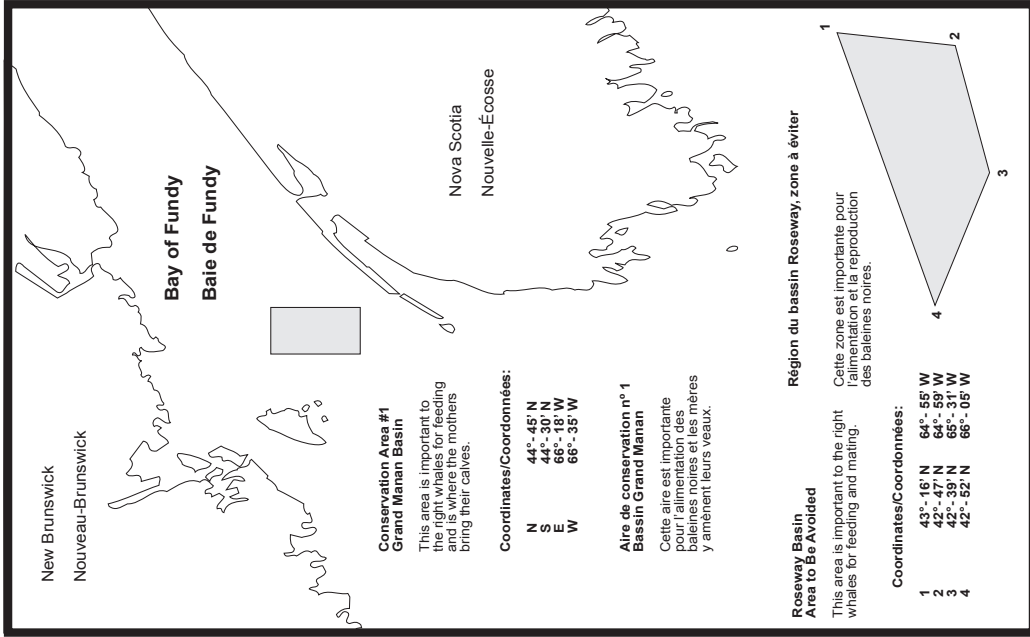 New Brunswick
Nouveau-Brunswick
Bay of Fundy
Baie de Fundy
Nova Scotia
Nouvelle-Écosse
Conservation Area #1
Grand Manan Basin
This area is important to
the right whales for feeding
and is where the mothers
bring their calves.
Coordinates/Coordonnées:
N 44°- 45' N
S 44°- 30' N
E 66°- 18' W
W 66°- 35' W
Aire de conservation nº 1
Bassin Grand Manan
Cette aire est importante
pour l'alimentation des
baleines noires et les mères
y amènent leurs veaux.
Roseway Basin
Area to Be Avoided
This area is important to the right
whales for feeding and mating.
Région du bassin Roseway, zone à éviter
Cette zone est importante pour
l'alimentation et la reproduction
des baleines noires.
Coordinates/Coordonnées:
1 43°- 16' N 64°- 55' W
2 42°- 47' N 64°- 59' W
3 42°- 39' N 65°- 31' W
4 42°- 52' N 66°- 05' W
1
2
3
4